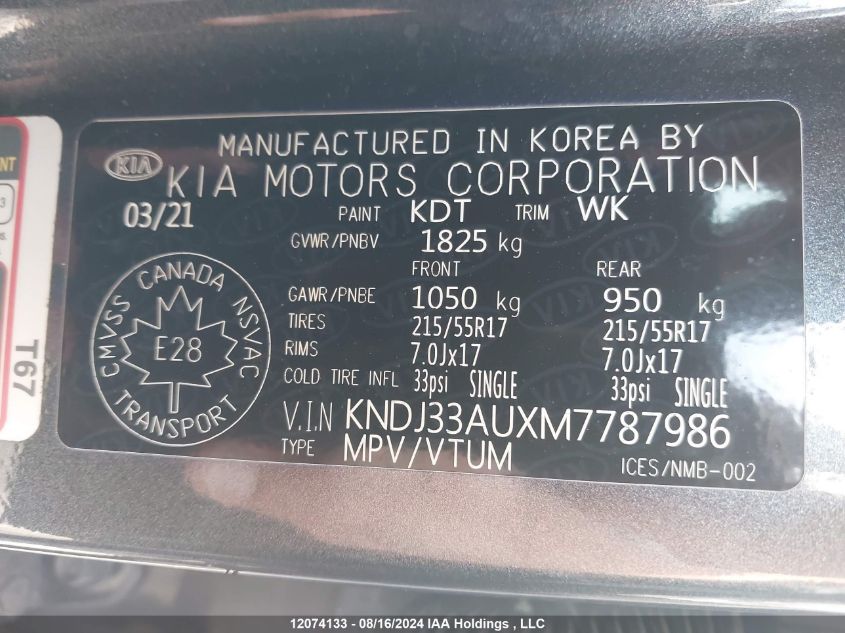 MANUFACTURED IN KOREA BY
KIA KIA MOTORS CORPORATION
03/21 PAINT KDT TRIM WK
GVWR/PNBV 1825 kg
FRONT REAR
GAWR/PNBE 1050 kg 950 kg
TIRES 215/55R17 215/55R17
RIMS 7.0Jx17 7.0Jx17
COLD TIRE INFL 33psi SINGLE 33psi SINGLE
V.I.N KNDJ33AUXM7787986
TYPE MPV/VTUM
ICES/NMB-002
CANADA
CMVSS NSVAC
E28
TRANSPORT
T67
12074133 - 08/16/2024 IAA Holdings , LLC/